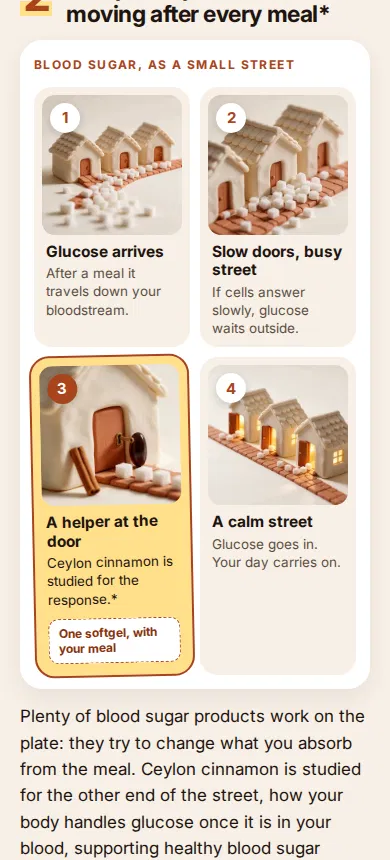 2
moving after every meal*
BLOOD SUGAR, AS A SMALL STREET
1
Glucose arrives
After a meal it
travels down your
bloodstream.
2
Slow doors, busy
street
If cells answer
slowly, glucose
waits outside.
3
A helper at the
door
Ceylon cinnamon is
studied for the
response.*
One softgel, with
your meal
4
A calm street
Glucose goes in.
Your day carries on.
Plenty of blood sugar products work on the
plate: they try to change what you absorb
from the meal. Ceylon cinnamon is studied
for the other end of the street, how your
body handles glucose once it is in your
blood, supporting healthy blood sugar